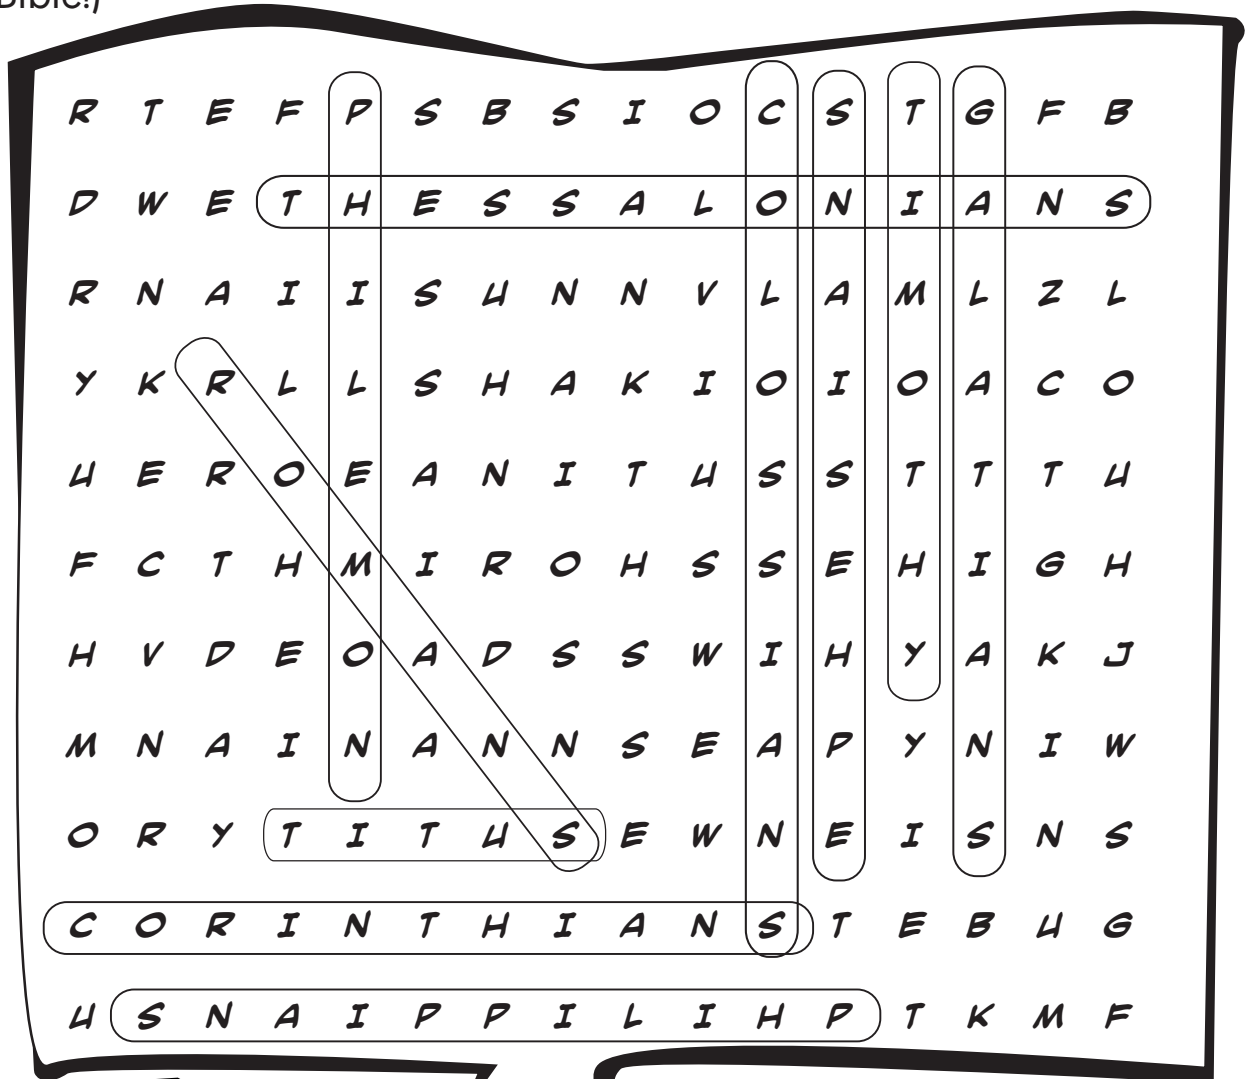 Bible!)
R T E F P S B S I O C S T G F B
D W E T H E S S A L O N I A N S
R N A I I S U N N V L A M L Z L
Y K R L L S H A K I O I O A C O
U E R O E A N I T U S S T T T U
F C T H M I R O H S S E H I G H
H V D E O A D S S W I H Y A K J
M N A I N A N N S E A P Y N I W
O R Y T I T U S E W N E I S N S
C O R I N T H I A N S T E B U G
U S N A I P P I L I H P T K M F